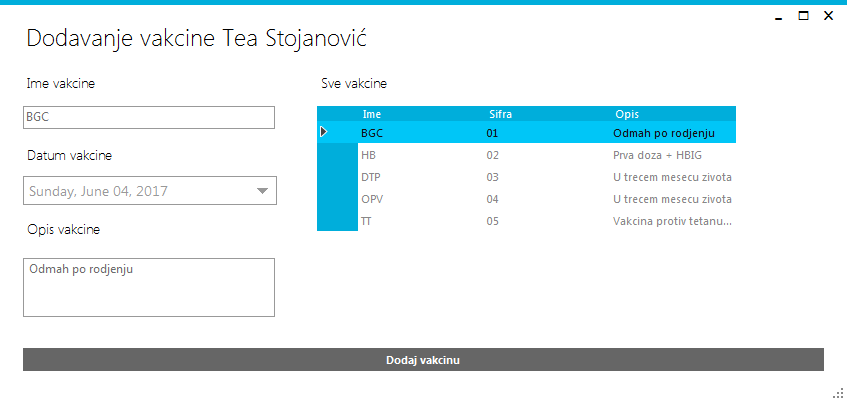 Dodavanje vakcine Tea Stojanović
Ime vakcine
BGC
Datum vakcine
Sunday, June 04, 2017
Opis vakcine
Odmah po rodjenju
Sve vakcine
Ime Sifra Opis
BGC 01 Odmah po rodjenju
HB 02 Prva doza + HBIG
DTP 03 U trecem mesecu zivota
OPV 04 U trecem mesecu zivota
TT 05 Vakcina protiv tetanu...
Dodaj vakcinu